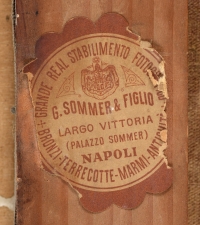 GRANDE REAL STABILIMENTO
G. SOMMER & FIGLIO
LARGO VITTORIA
(PALAZZO SOMMER)
NAPOLI
BRONZI-TERRECOTTE-MARMI-